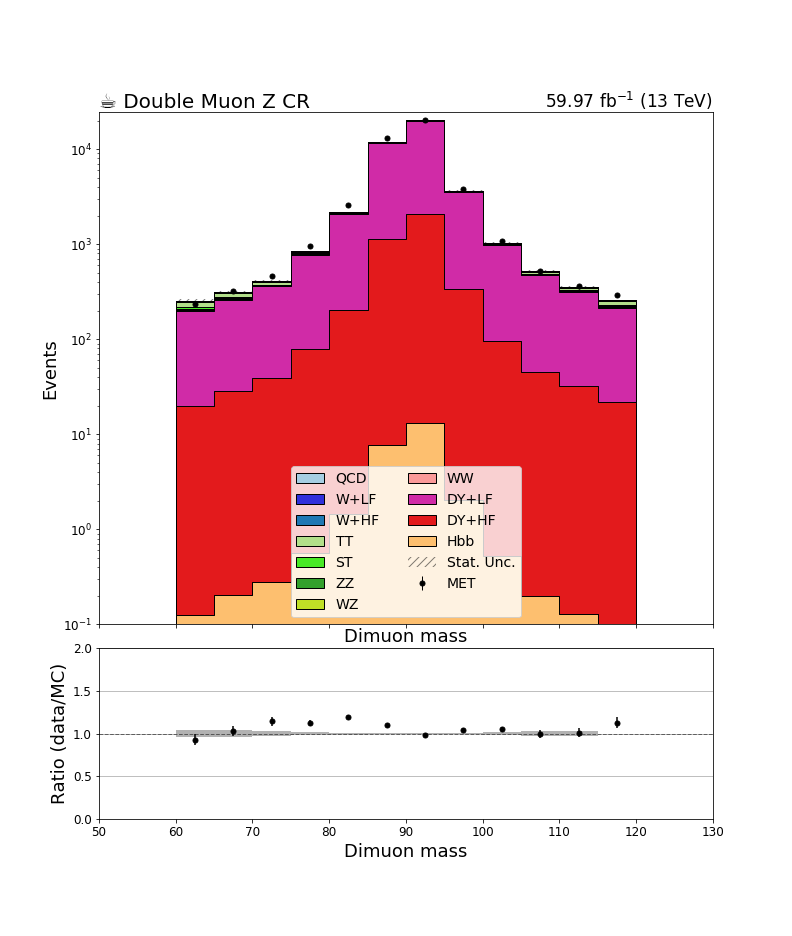 ☕ Double Muon Z CR
59.97 fb⁻¹ (13 TeV)
Events
10⁴
10³
10²
10¹
10⁰
10⁻¹
QCD
W+LF
W+HF
TT
ST
ZZ
WZ
WW
DY+LF
DY+HF
Hbb
Stat. Unc.
MET
Dimuon mass
Ratio (data/MC)
2.0
1.5
1.0
0.5
0.0
50 60 70 80 90 100 110 120 130
Dimuon mass